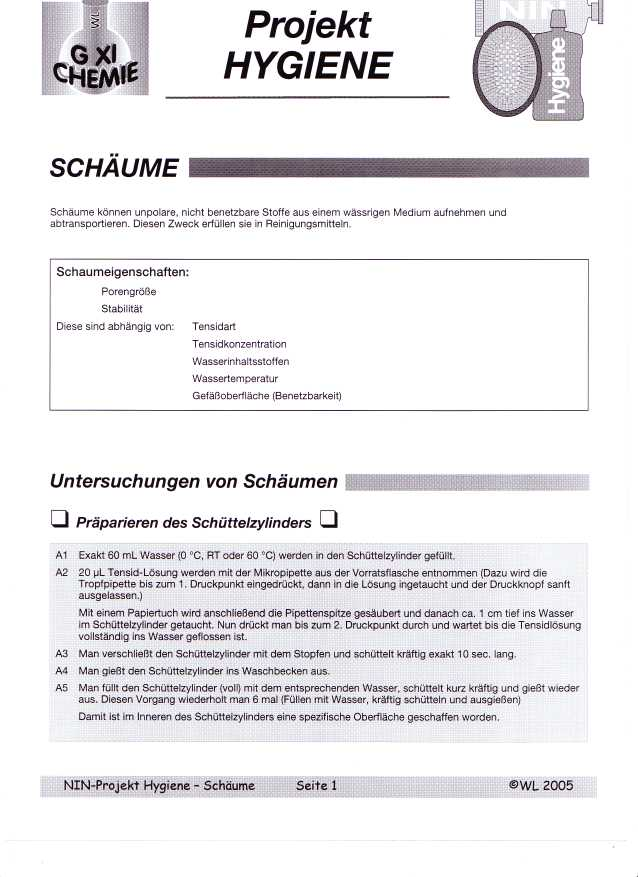 WL
G XI
CHEMIE
Projekt
HYGIENE
NIN
Hygiene
SCHÄUME
Schäume können unpolare, nicht benetzbare Stoffe aus einem wässrigen Medium aufnehmen und
abtransportieren. Diesen Zweck erfüllen sie in Reinigungsmitteln.
Schaumeigenschaften:
Porengröße
Stabilität
Diese sind abhängig von: Tensidart
Tensidkonzentration
Wasserinhaltsstoffen
Wassertemperatur
Gefäßoberfläche (Benetzbarkeit)
Untersuchungen von Schäumen
❏ Präparieren des Schüttelzylinders ❏
A1 Exakt 60 mL Wasser (0 °C, RT oder 60 °C) werden in den Schüttelzylinder gefüllt.
A2 20 µL Tensid-Lösung werden mit der Mikropipette aus der Vorratsflasche entnommen (Dazu wird die
Tropfpipette bis zum 1. Druckpunkt eingedrückt, dann in die Lösung ingetaucht und der Druckknopf sanft
ausgelassen.)
Mit einem Papiertuch wird anschließend die Pipettenspitze gesäubert und danach ca. 1 cm tief ins Wasser
im Schüttelzylinder getaucht. Nun drückt man bis zum 2. Druckpunkt durch und wartet bis die Tensidlösung
vollständig ins Wasser geflossen ist.
A3 Man verschließt den Schüttelzylinder mit dem Stopfen und schüttelt kräftig exakt 10 sec. lang.
A4 Man gießt den Schüttelzylinder ins Waschbecken aus.
A5 Man füllt den Schüttelzylinder (voll) mit dem entsprechenden Wasser, schüttelt kurz kräftig und gießt wieder
aus. Diesen Vorgang wiederholt man 6 mal (Füllen mit Wasser, kräftig schütteln und ausgießen)
Damit ist im Inneren des Schüttelzylinders eine spezifische Oberfläche geschaffen worden.
NIN-Projekt Hygiene – Schäume Seite 1 ©WL 2005